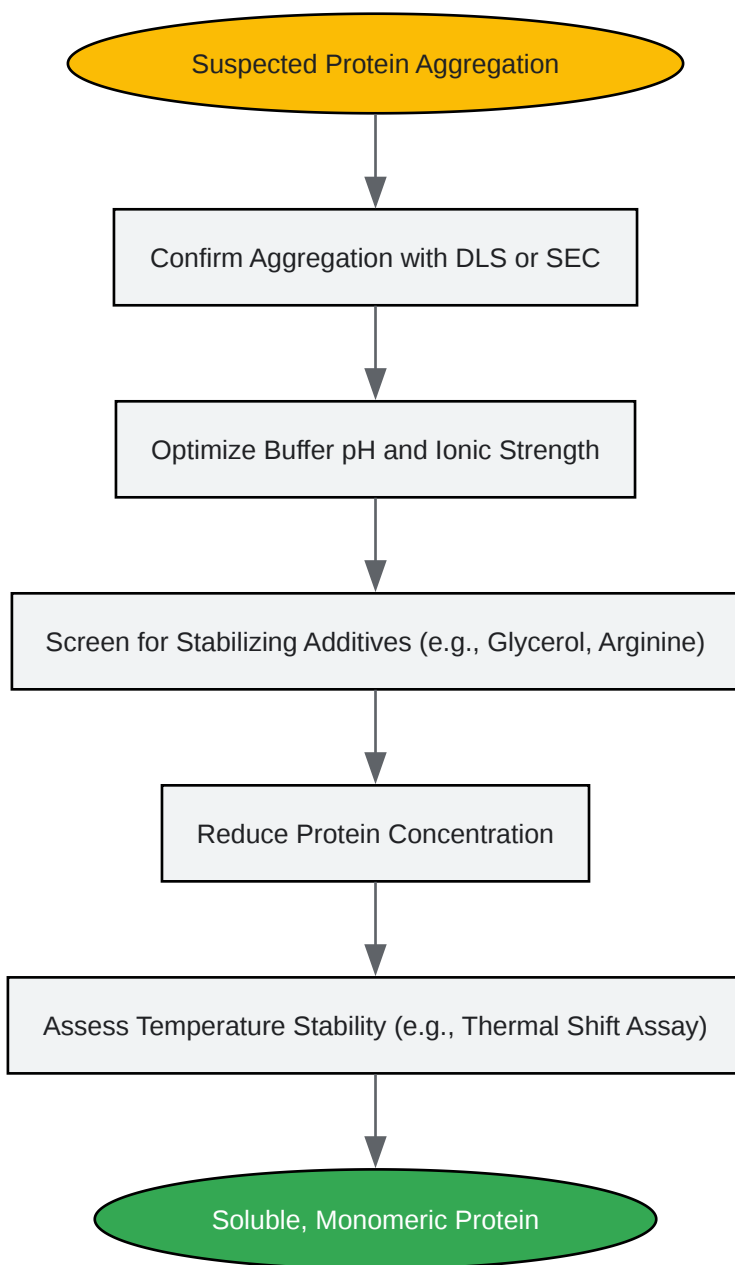 Suspected Protein Aggregation
Confirm Aggregation with DLS or SEC
Optimize Buffer pH and Ionic Strength
Screen for Stabilizing Additives (e.g., Glycerol, Arginine)
Reduce Protein Concentration
Assess Temperature Stability (e.g., Thermal Shift Assay)
Soluble, Monomeric Protein